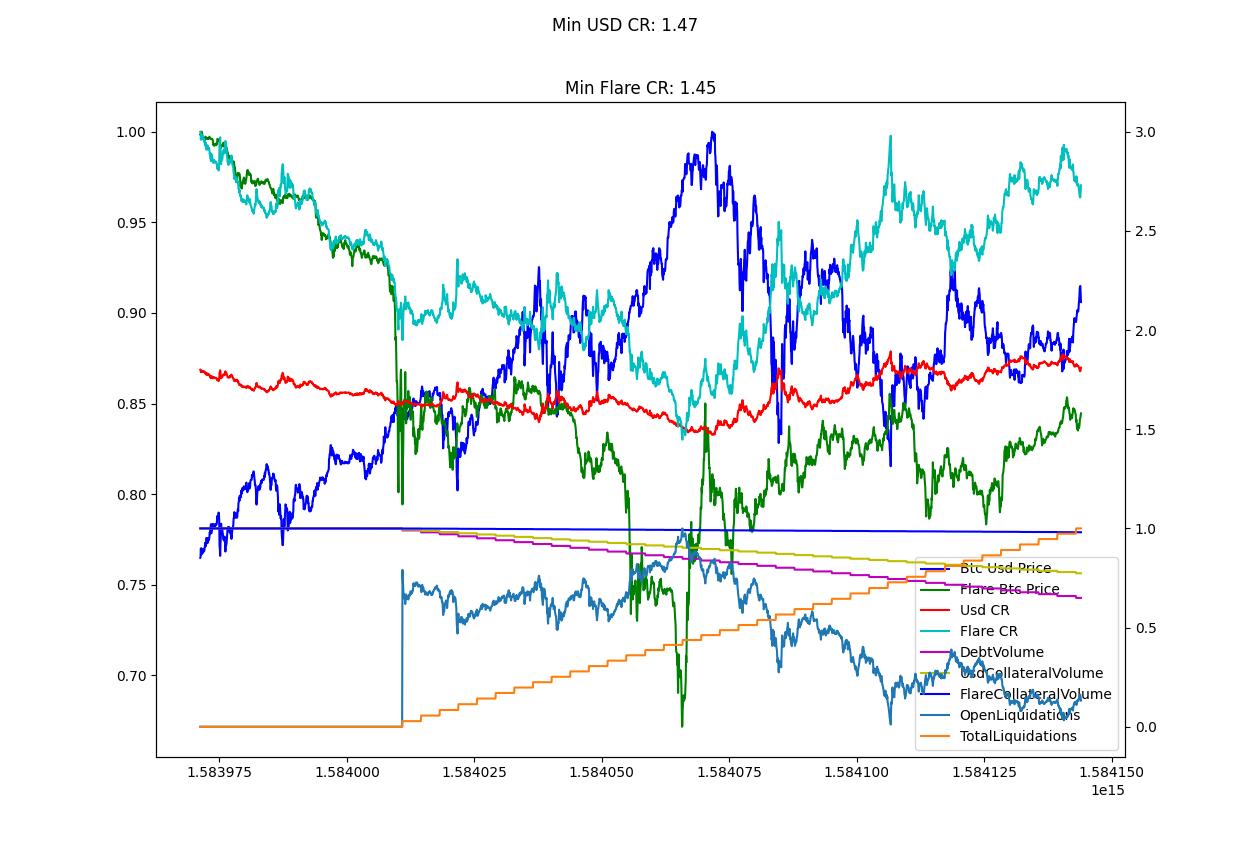 Min USD CR: 1.47
Min Flare CR: 1.45
1.00
0.95
0.90
0.85
0.80
0.75
0.70
3.0
2.5
2.0
1.5
1.0
0.5
0.0
Btc Usd Price
Flare Btc Price
Usd CR
Flare CR
DebtVolume
UsdCollateralVolume
FlareCollateralVolume
OpenLiquidations
TotalLiquidations
1.583975 1.584000 1.584025 1.584050 1.584075 1.584100 1.584125 1.584150
1e15